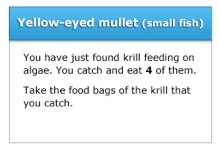 Yellow-eyed mullet (small fish)
You have just found krill feeding on
algae. You catch and eat 4 of them.
Take the food bags of the krill that
you catch.